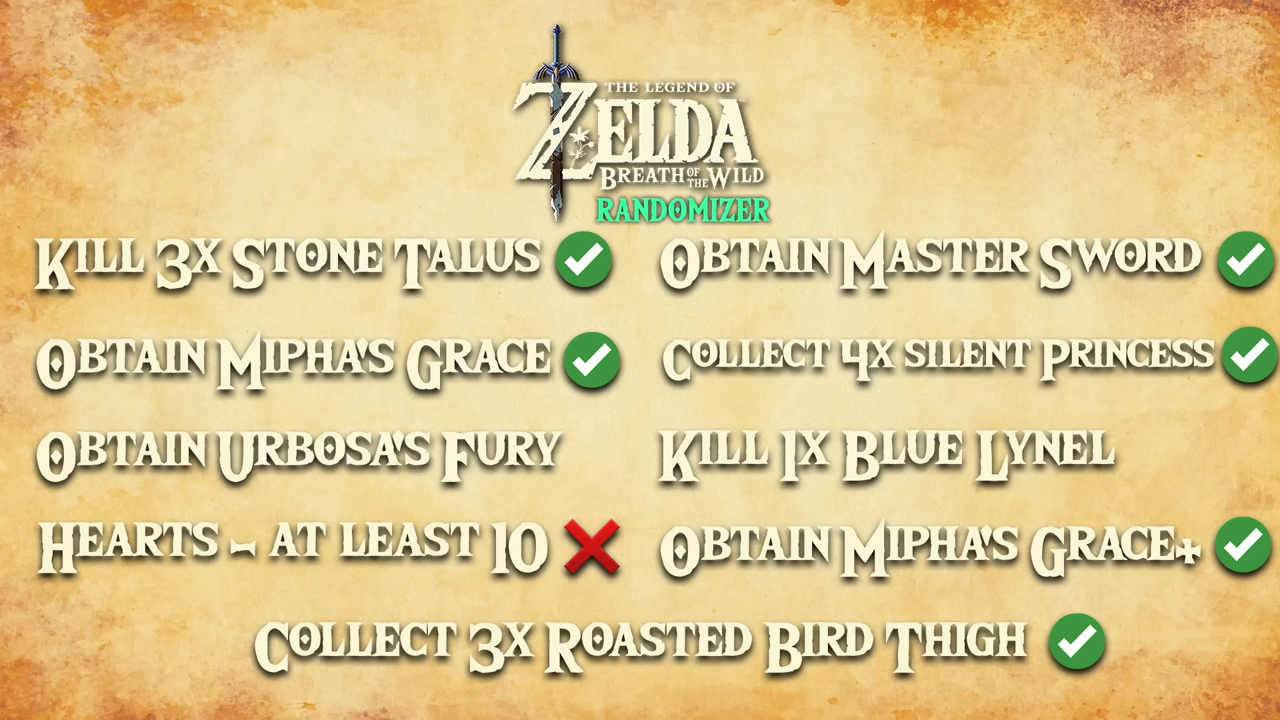 THE LEGEND OF
ZELDA
BREATH OF THE WILD
RANDOMIZER
KILL 3X STONE TALUS
OBTAIN MASTER SWORD
OBTAIN MIPHA'S GRACE
COLLECT 4X SILENT PRINCESS
OBTAIN URBOSA'S FURY
KILL 1X BLUE LYNEL
HEARTS - AT LEAST 10
OBTAIN MIPHA'S GRACE+
COLLECT 3X ROASTED BIRD THIGH